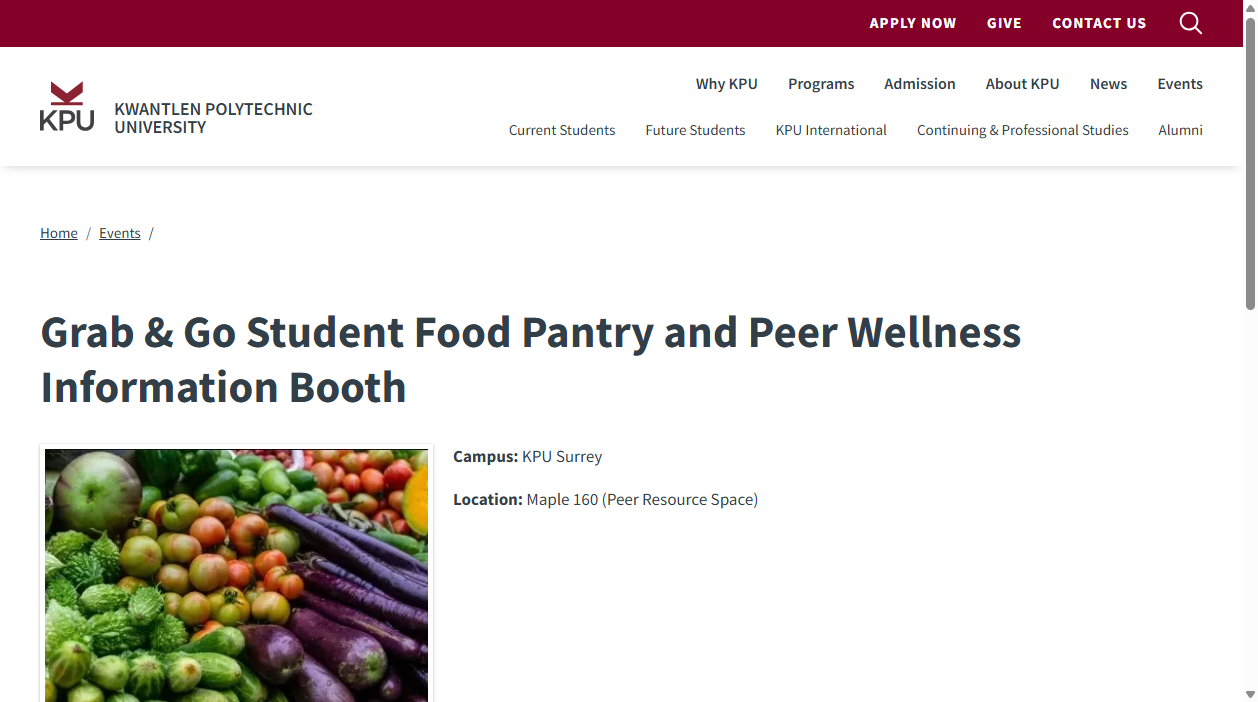 APPLY NOW GIVE CONTACT US
KPU
KWANTLEN POLYTECHNIC
UNIVERSITY
Why KPU Programs Admission About KPU News Events
Current Students Future Students KPU International Continuing & Professional Studies Alumni
Home / Events /
Grab & Go Student Food Pantry and Peer Wellness
Information Booth
Campus: KPU Surrey
Location: Maple 160 (Peer Resource Space)